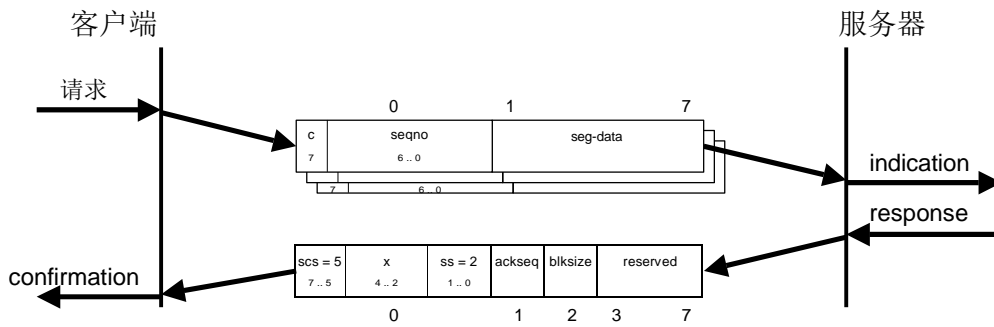 客户端
服务器
请求
0 1 7
c seqno seg-data
7 6 .. 0
7 6 .. 0
indication
response
scs = 5 x ss = 2 ackseq blksize reserved
7 .. 5 4 .. 2 1 .. 0
confirmation
0 1 2 3 7